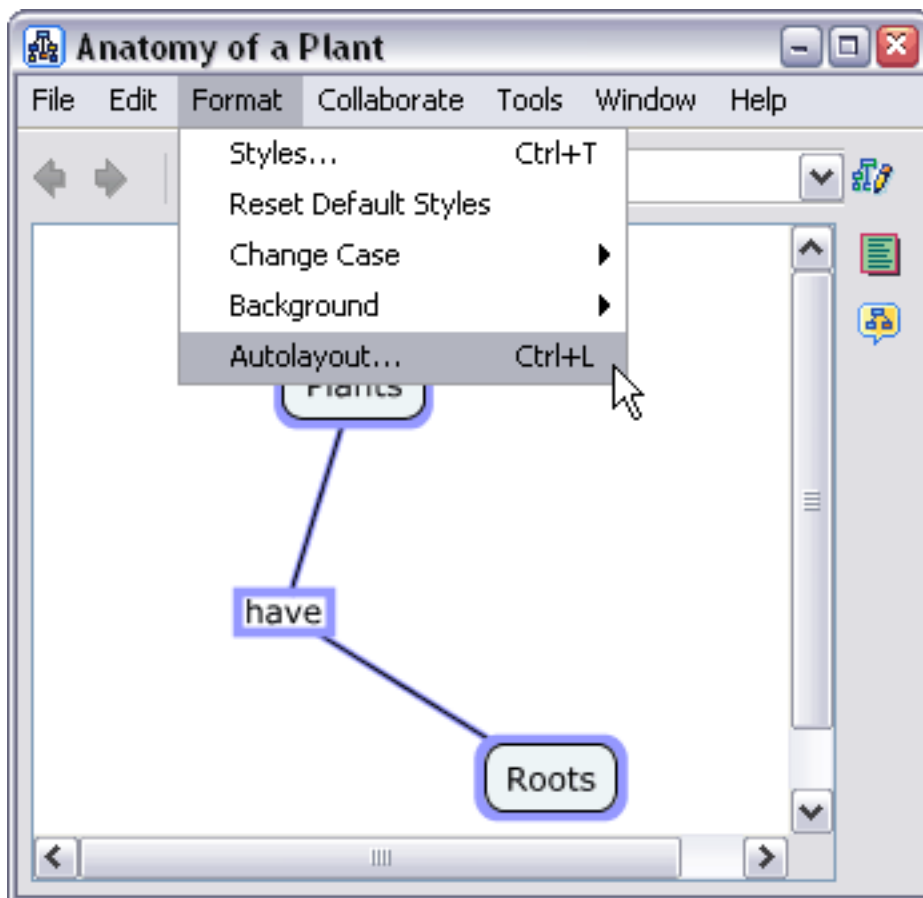 Anatomy of a Plant
File Edit Format Collaborate Tools Window Help
Styles... Ctrl+T
Reset Default Styles
Change Case
Background
Autolayout... Ctrl+L
Plants
have
Roots